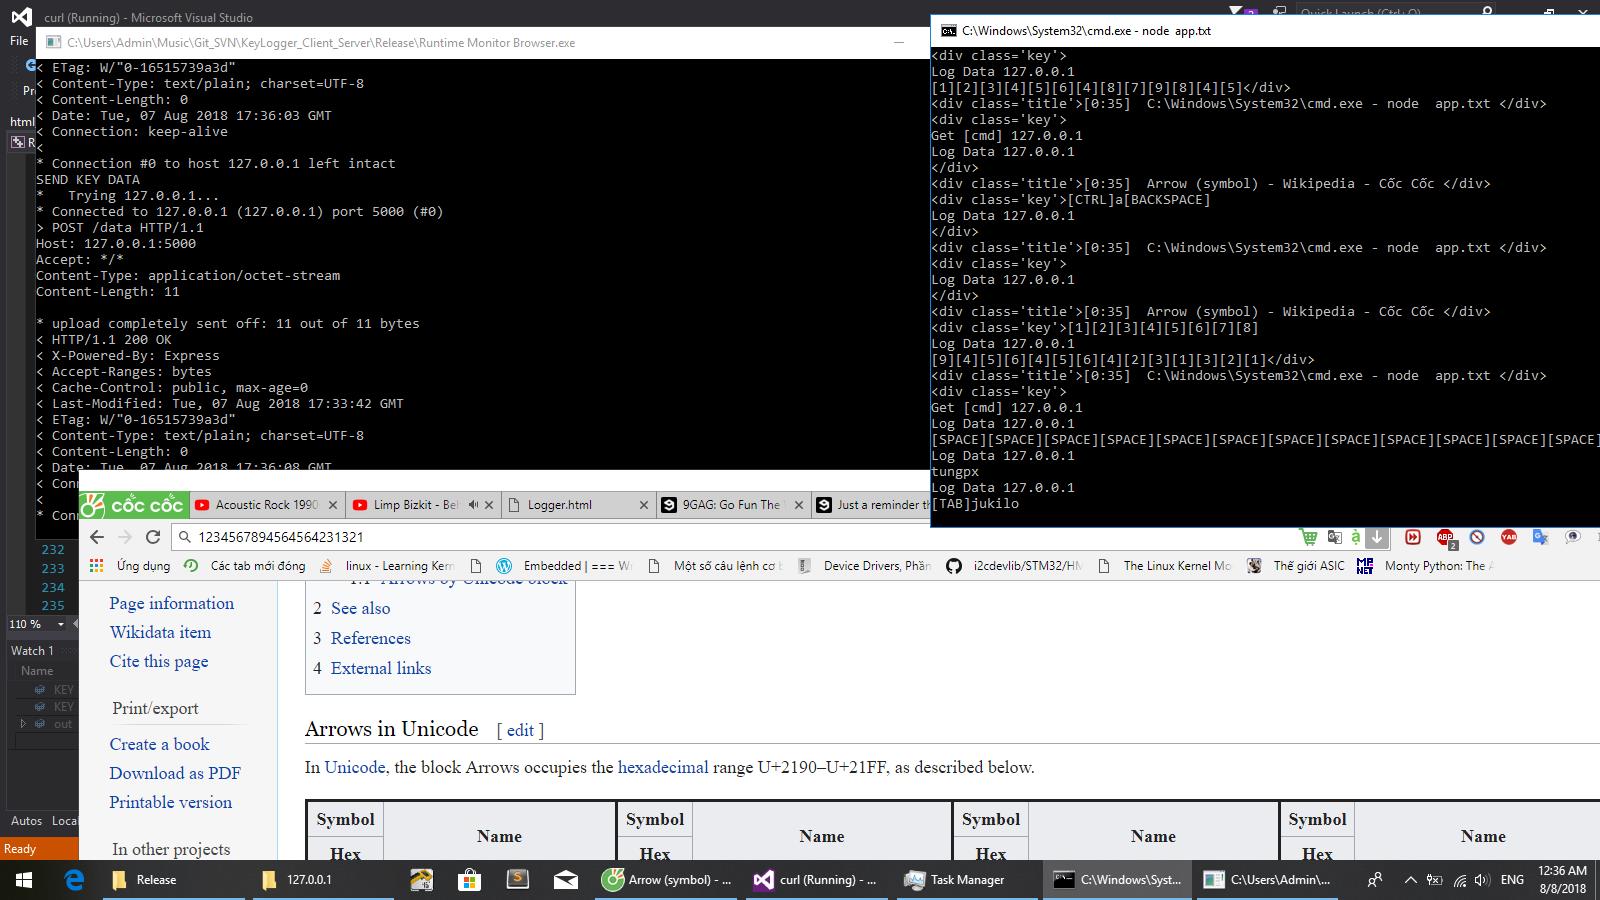 curl (Running) - Microsoft Visual Studio
Quick Launch (Ctrl+Q)
File
C:\Users\Admin\Music\Git_SVN\KeyLogger_Client_Server\Release\Runtime Monitor Browser.exe
< ETag: W/"0-16515739a3d"
< Content-Type: text/plain; charset=UTF-8
< Content-Length: 0
< Date: Tue, 07 Aug 2018 17:36:03 GMT
< Connection: keep-alive
<
* Connection #0 to host 127.0.0.1 left intact
SEND KEY DATA
*   Trying 127.0.0.1...
* Connected to 127.0.0.1 (127.0.0.1) port 5000 (#0)
> POST /data HTTP/1.1
Host: 127.0.0.1:5000
Accept: */*
Content-Type: application/octet-stream
Content-Length: 11
* upload completely sent off: 11 out of 11 bytes
< HTTP/1.1 200 OK
< X-Powered-By: Express
< Accept-Ranges: bytes
< Cache-Control: public, max-age=0
< Last-Modified: Tue, 07 Aug 2018 17:33:42 GMT
< ETag: W/"0-16515739a3d"
< Content-Type: text/plain; charset=UTF-8
< Content-Length: 0
< Date: Tue, 07 Aug 2018 17:36:08 GMT
< Con
<
* Conn
C:\Windows\System32\cmd.exe - node  app.txt
<div class='key'>
Log Data 127.0.0.1
[1][2][3][4][5][6][4][8][7][9][8][4][5]</div>
<div class='title'>[0:35]  C:\Windows\System32\cmd.exe - node  app.txt </div>
<div class='key'>
Get [cmd] 127.0.0.1
Log Data 127.0.0.1
</div>
<div class='title'>[0:35]  Arrow (symbol) - Wikipedia - Cốc Cốc </div>
<div class='key'>[CTRL]a[BACKSPACE]
Log Data 127.0.0.1
</div>
<div class='title'>[0:35]  C:\Windows\System32\cmd.exe - node  app.txt </div>
<div class='key'>
Log Data 127.0.0.1
</div>
<div class='title'>[0:35]  Arrow (symbol) - Wikipedia - Cốc Cốc </div>
<div class='key'>[1][2][3][4][5][6][7][8]
Log Data 127.0.0.1
[9][4][5][6][4][5][6][4][2][3][1][3][2][1]</div>
<div class='title'>[0:35]  C:\Windows\System32\cmd.exe - node  app.txt </div>
<div class='key'>
Get [cmd] 127.0.0.1
Log Data 127.0.0.1
[SPACE][SPACE][SPACE][SPACE][SPACE][SPACE][SPACE][SPACE][SPACE][SPACE][SPACE][SPACE]
Log Data 127.0.0.1
tungpx
Log Data 127.0.0.1
[TAB]jukilo
html
232
233
234
235
110 %
Watch 1
Name
KEY
KEY
out
Autos Local
Ready
CỐC CỐC Acoustic Rock 1990 Limp Bizkit - Be Logger.html 9GAG: Go Fun The Just a reminder
1234567894564564231321
Ứng dụng Các tab mới đóng linux - Learning Ker Embedded | === W Một số câu lệnh cơ Device Drivers, Phần i2cdevlib/STM32/HM The Linux Kernel Mo Thế giới ASIC Monty Python: The
Page information
Wikidata item
Cite this page
Print/export
Create a book
Download as PDF
Printable version
In other projects
1.1 Arrows by Unicode block
2 See also
3 References
4 External links
Arrows in Unicode [ edit ]
In Unicode, the block Arrows occupies the hexadecimal range U+2190–U+21FF, as described below.
Symbol Name Symbol Name Symbol Name Symbol Name
Hex Hex Hex Hex
Release 127.0.0.1 Arrow (symbol) - ... curl (Running) - ... Task Manager C:\Windows\Syst... C:\Users\Admin\... ENG 12:36 AM
8/8/2018